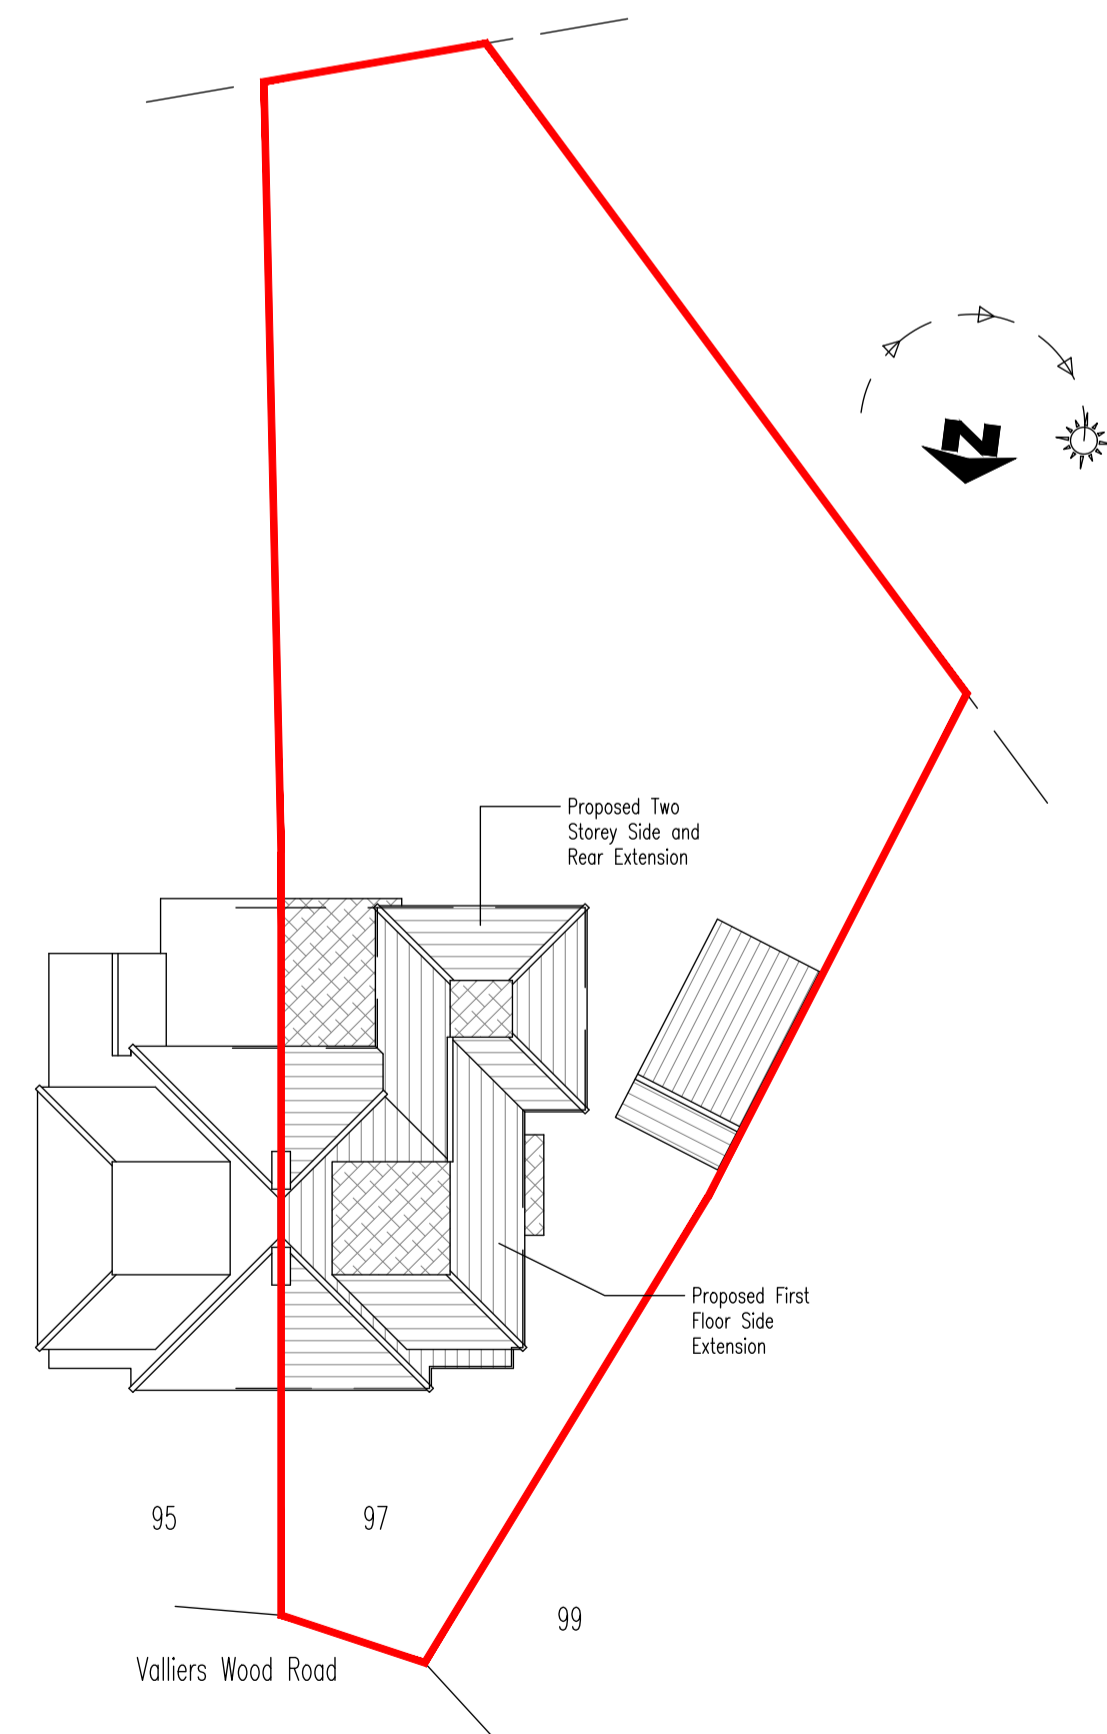 N
Proposed Two
Storey Side and
Rear Extension
Proposed First
Floor Side
Extension
95
97
99
Valliers Wood Road